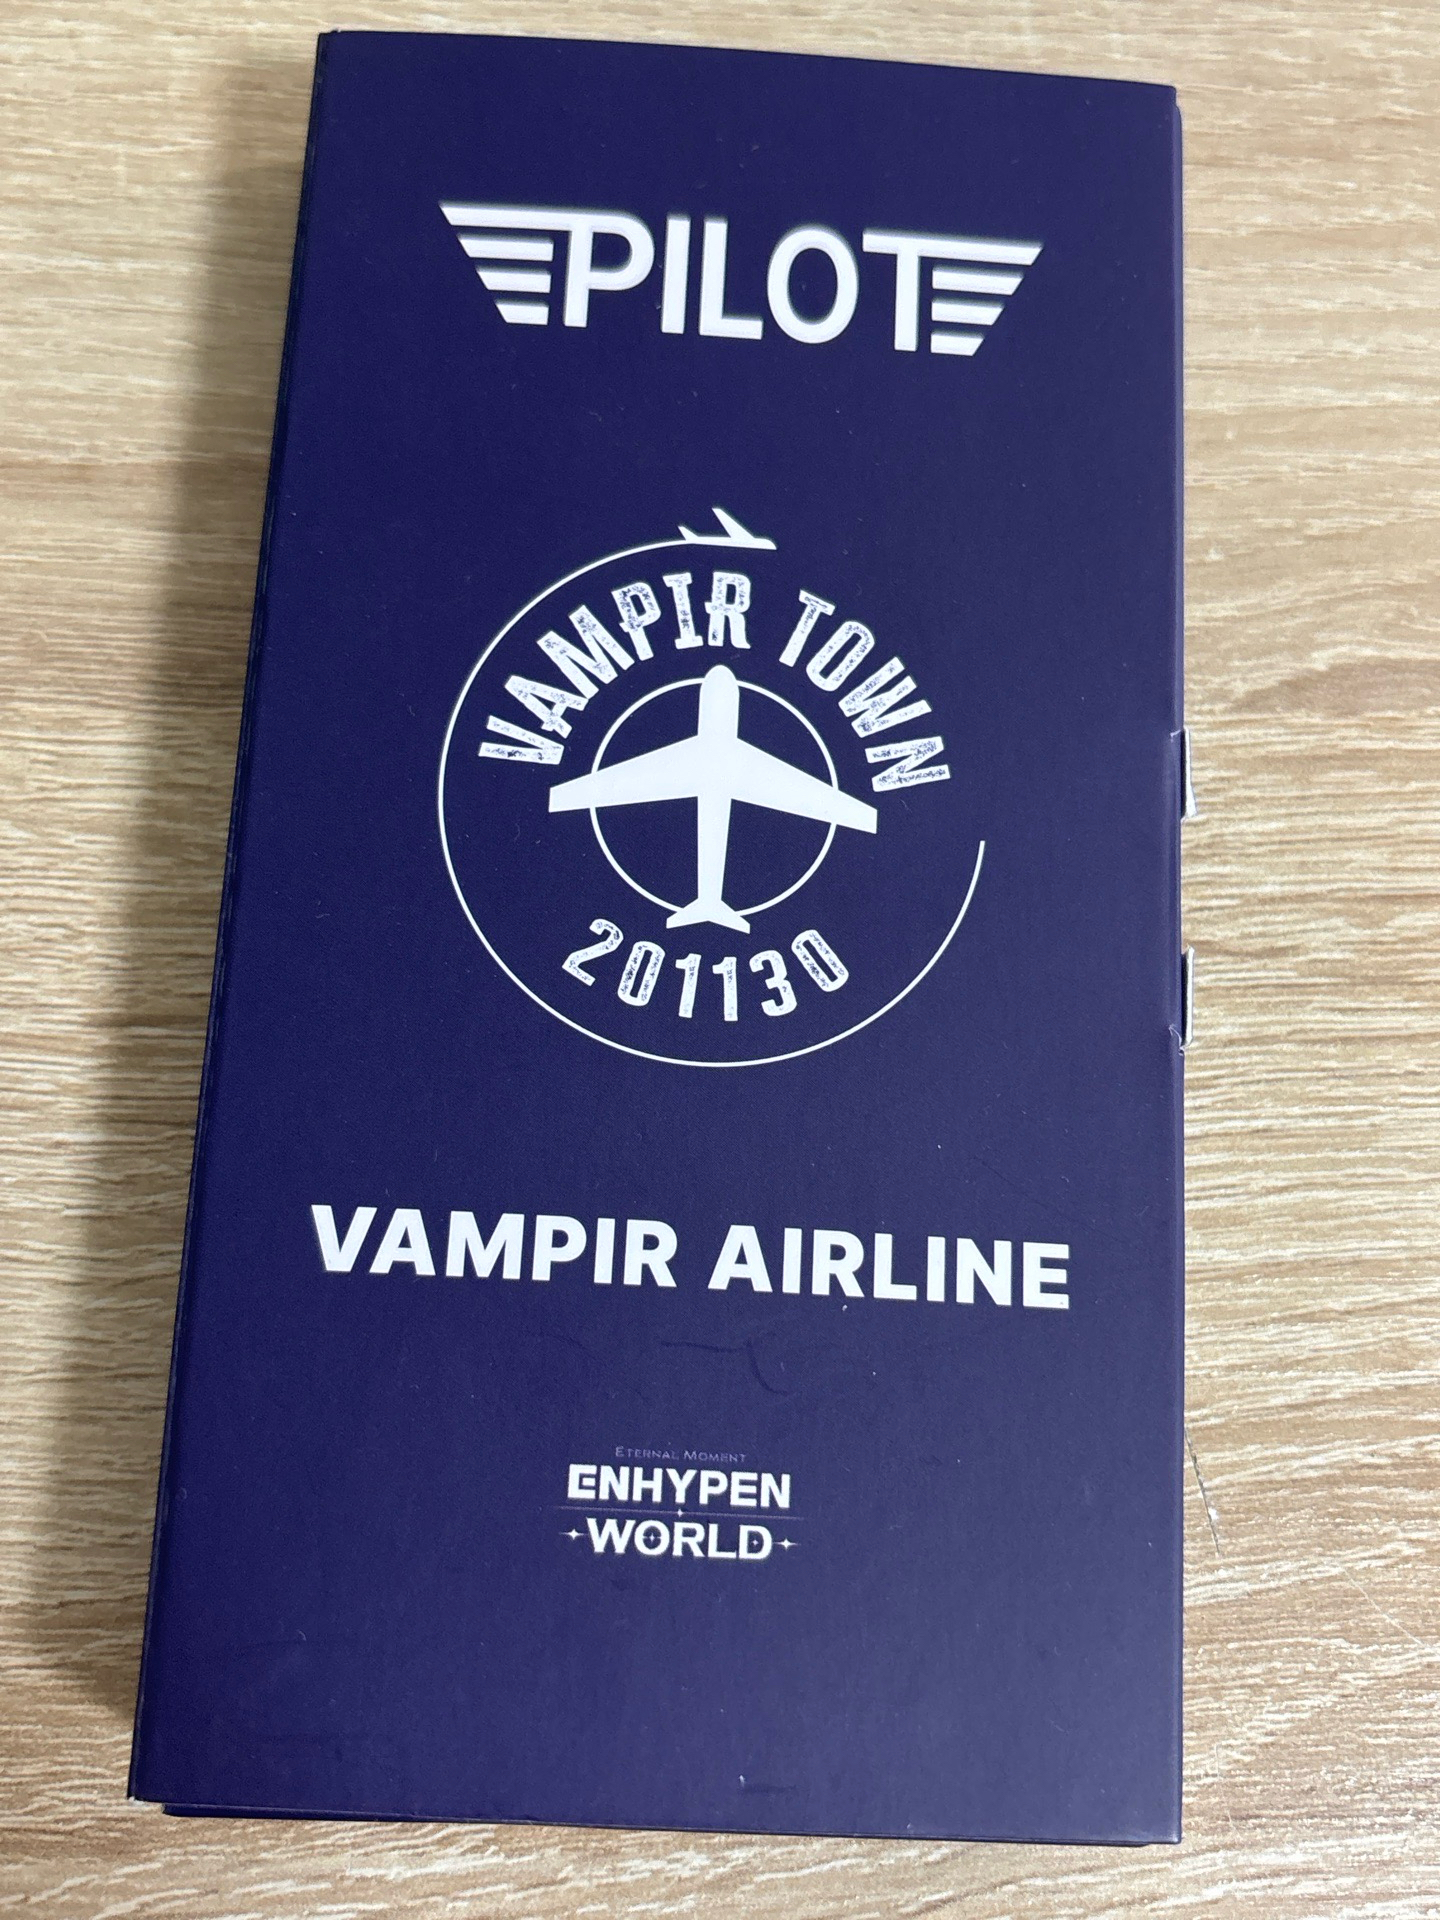 PILOT
VAMPIR TOWN
201130
VAMPIR AIRLINE
ETERNAL MOMENT
ENHYPEN
WORLD